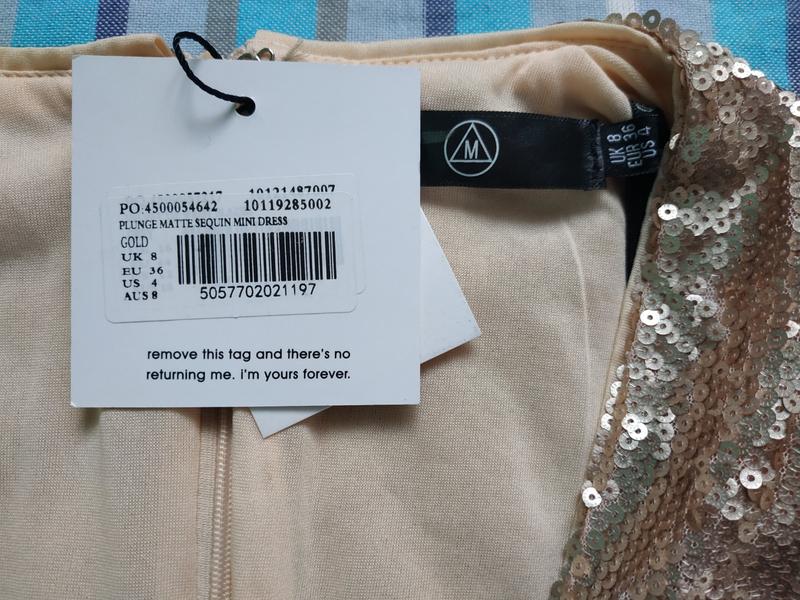 10121487007
PO:4500054642 10119285002
PLUNGE MATTE SEQUIN MINI DRESS
GOLD
UK 8
EU 36
US 4
AUS 8
5057702021197
remove this tag and there's no
returning me. i'm yours forever.
M
UK 8
EUR 36
US 4